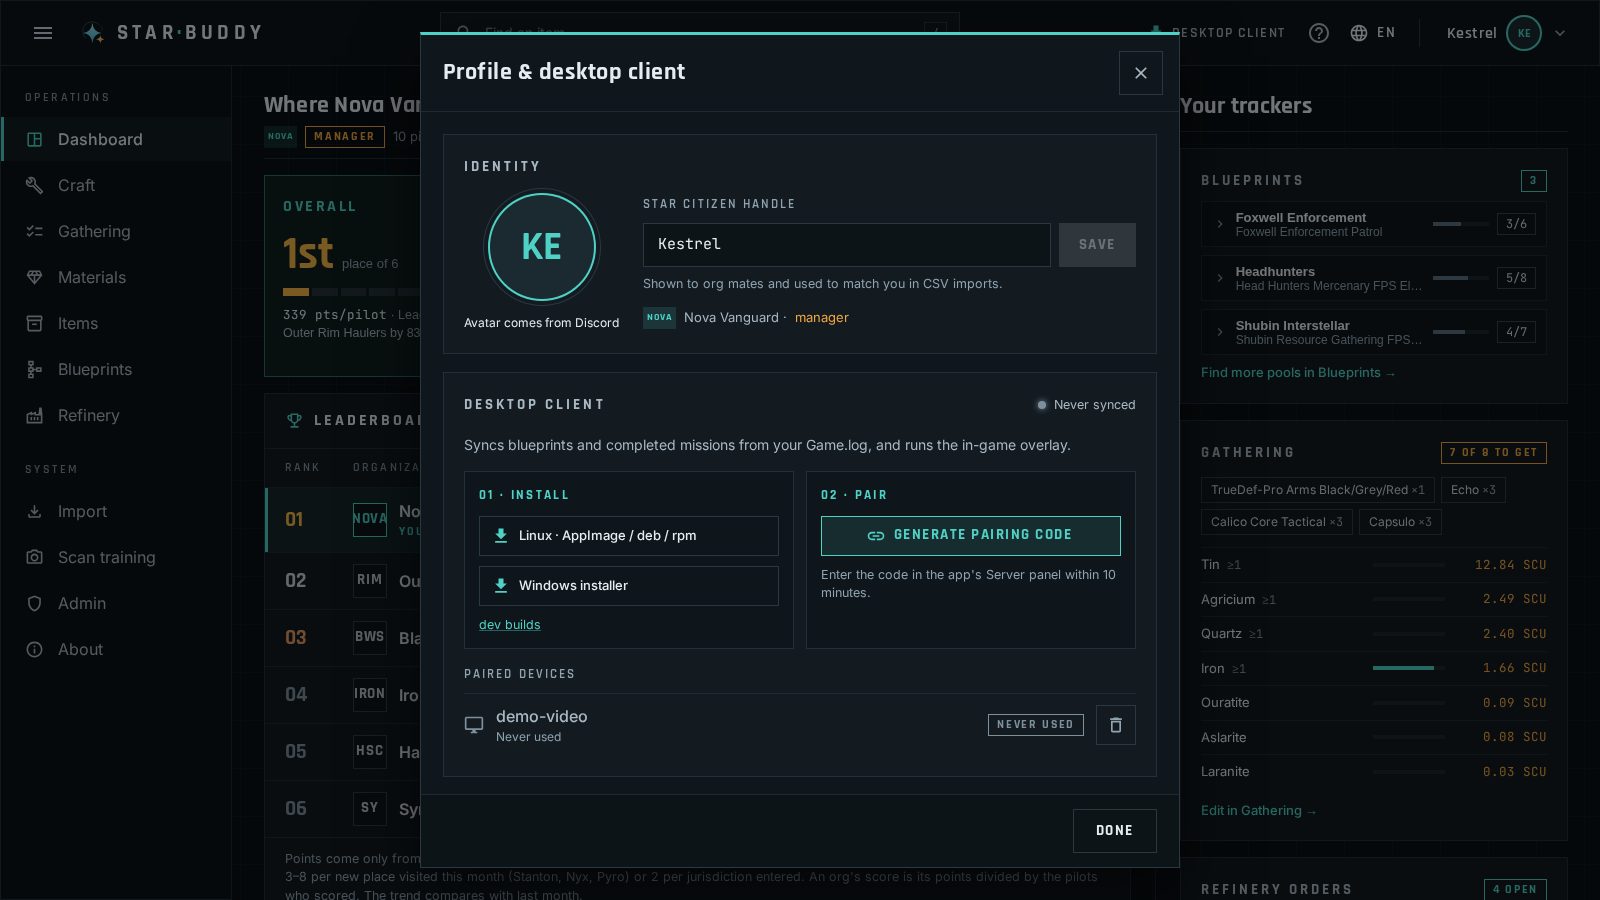 STAR·BUDDY
Find an item
/
DESKTOP CLIENT
EN
Kestrel
KE
OPERATIONS
Dashboard
Craft
Gathering
Materials
Items
Blueprints
Refinery
SYSTEM
Import
Scan training
Admin
About
Where Nova Va
NOVA
MANAGER
10 pi
OVERALL
1st place of 6
339 pts/pilot · Lea
Outer Rim Haulers by 83
LEADERBOA
RANK
ORGANIZA
01
NOVA
No
YOU
02
RIM
Ou
03
BWS
Bla
04
IRON
Iro
05
HSC
Ha
06
SY
Sy
Points come only from
3–8 per new place visited this month (Stanton, Nyx, Pyro) or 2 per jurisdiction entered. An org's score is its points divided by the pilots
who scored. The trend compares with last month.
Profile & desktop client
IDENTITY
KE
Avatar comes from Discord
STAR CITIZEN HANDLE
Kestrel
SAVE
Shown to org mates and used to match you in CSV imports.
NOVA
Nova Vanguard · manager
DESKTOP CLIENT
Never synced
Syncs blueprints and completed missions from your Game.log, and runs the in-game overlay.
01 · INSTALL
Linux · AppImage / deb / rpm
Windows installer
dev builds
02 · PAIR
GENERATE PAIRING CODE
Enter the code in the app's Server panel within 10
minutes.
PAIRED DEVICES
demo-video
Never used
NEVER USED
DONE
Your trackers
BLUEPRINTS
3
Foxwell Enforcement
Foxwell Enforcement Patrol
3/6
Headhunters
Head Hunters Mercenary FPS El...
5/8
Shubin Interstellar
Shubin Resource Gathering FPS...
4/7
Find more pools in Blueprints →
GATHERING
7 OF 8 TO GET
TrueDef-Pro Arms Black/Grey/Red ×1
Echo ×3
Calico Core Tactical ×3
Capsulo ×3
Tin ≥1
12.84 SCU
Agricium ≥1
2.49 SCU
Quartz ≥1
2.40 SCU
Iron ≥1
1.66 SCU
Ouratite
0.09 SCU
Aslarite
0.08 SCU
Laranite
0.03 SCU
Edit in Gathering →
REFINERY ORDERS
4 OPEN